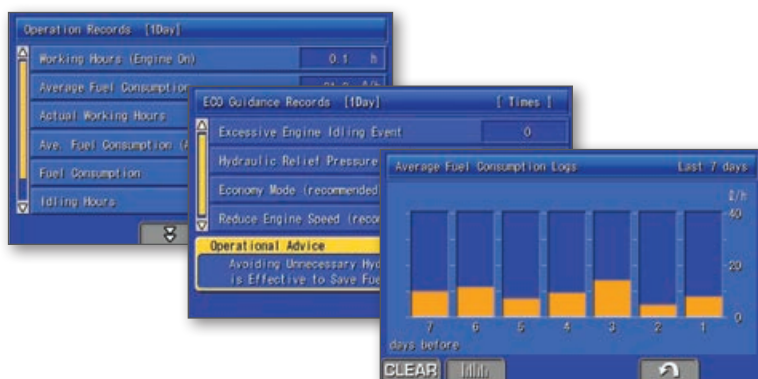 Operation Records [1Day]
Working Hours (Engine On) 0.1 h
Average Fuel Consumption
Actual Working Hours
Ave. Fuel Consumption (A
Fuel Consumption
Idling Hours
ECO Guidance Records [1Day] [ Times ]
Excessive Engine Idling Event 0
Hydraulic Relief Pressure
Economy Mode (recommended
Reduce Engine Speed (reco
Operational Advice
Avoiding Unnecessary Hyd
is Effective to Save Fue
Average Fuel Consumption Logs Last 7 days
ℓ/h
40
20
0
7 6 5 4 3 2 1
days before
CLEAR